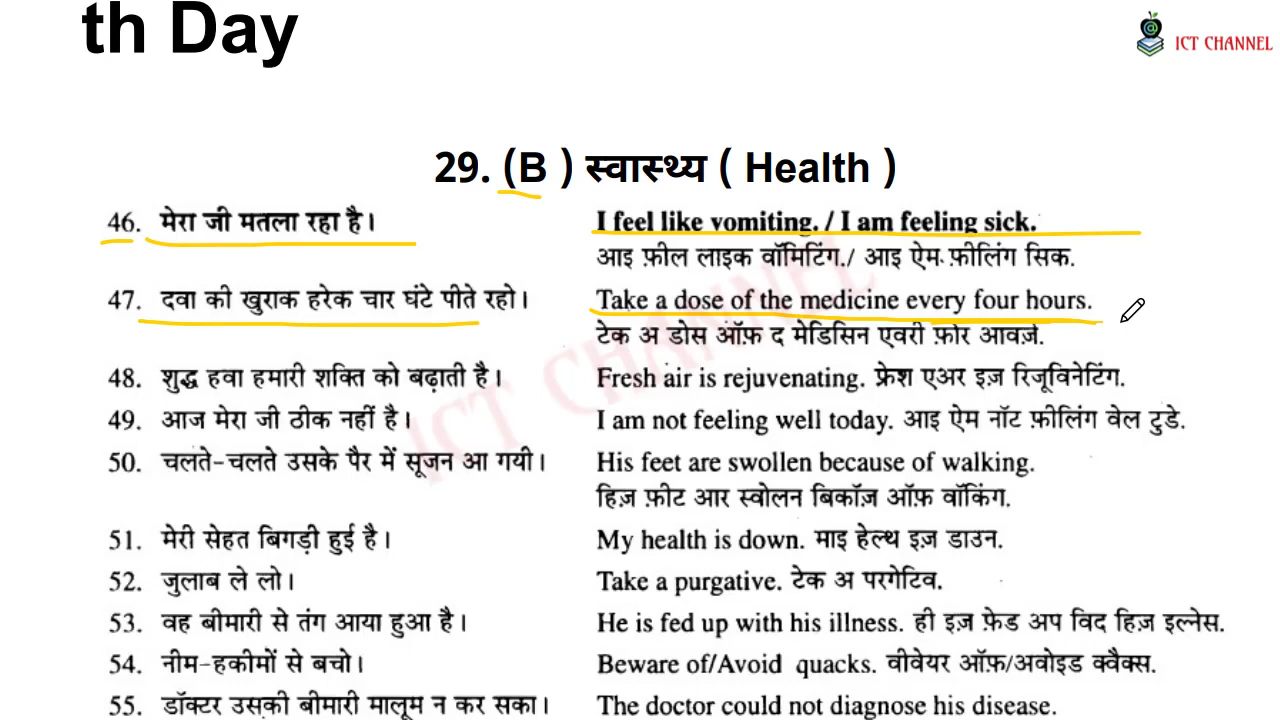 th Day
ICT CHANNEL
29. (B ) स्वास्थ्य ( Health )
46. मेरा जी मतला रहा है। I feel like vomiting. / I am feeling sick.
आइ फ़ील लाइक वॉमिटिंग./ आइ ऐम फ़ीलिंग सिक.
47. दवा की खुराक हरेक चार घंटे पीते रहो। Take a dose of the medicine every four hours.
टेक अ डोस ऑफ़ द मेडिसिन एवरी फ़ोर आवर्ज़.
48. शुद्ध हवा हमारी शक्ति को बढ़ाती है। Fresh air is rejuvenating. फ्रेश एअर इज़ रिजूविनेटिंग.
49. आज मेरा जी ठीक नहीं है। I am not feeling well today. आइ ऐम नॉट फ़ीलिंग वेल टुडे.
50. चलते-चलते उसके पैर में सूजन आ गयी। His feet are swollen because of walking.
हिज़ फ़ीट आर स्वोलन बिकॉज़ ऑफ़ वॉकिंग.
51. मेरी सेहत बिगड़ी हुई है। My health is down. माइ हेल्थ इज़ डाउन.
52. जुलाब ले लो। Take a purgative. टेक अ परगेटिव.
53. वह बीमारी से तंग आया हुआ है। He is fed up with his illness. ही इज़ फ़ेड अप विद हिज़ इल्नेस.
54. नीम-हकीमों से बचो। Beware of/Avoid quacks. वीवेयर ऑफ़/अवोइड क्वैक्स.
55. डॉक्टर उसकी बीमारी मालूम न कर सका। The doctor could not diagnose his disease.
ICT CHANNEL